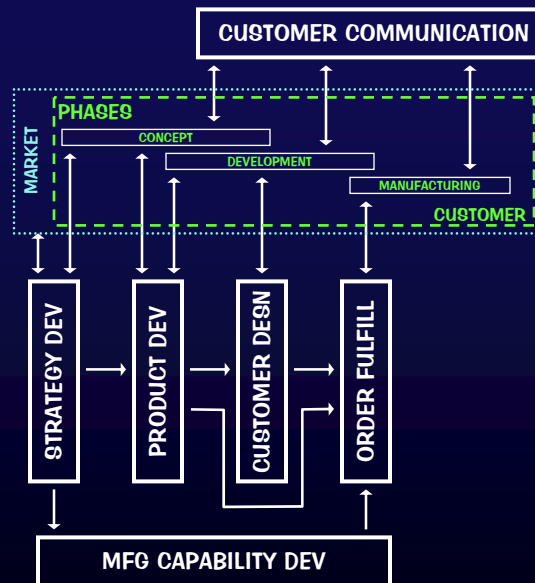 CUSTOMER COMMUNICATION
PHASES
CONCEPT
DEVELOPMENT
MANUFACTURING
MARKET
CUSTOMER
STRATEGY DEV
PRODUCT DEV
CUSTOMER DESN
ORDER FULFILL
MFG CAPABILITY DEV